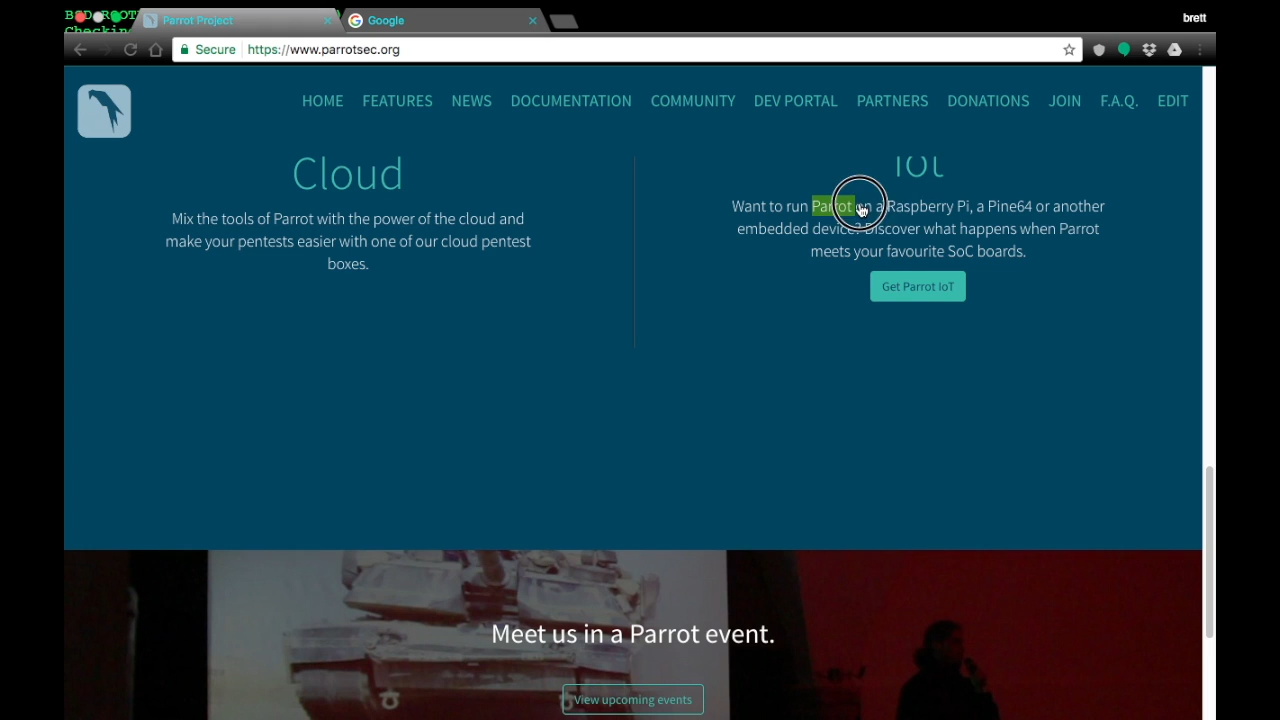 Parrot Project
Google
brett
Secure
https://www.parrotsec.org
HOME FEATURES NEWS DOCUMENTATION COMMUNITY DEV PORTAL PARTNERS DONATIONS JOIN F.A.Q. EDIT
Cloud
Mix the tools of Parrot with the power of the cloud and
make your pentests easier with one of our cloud pentest
boxes.
IoT
Want to run Parrot on a Raspberry Pi, a Pine64 or another
embedded device? Discover what happens when Parrot
meets your favourite SoC boards.
Get Parrot IoT
Meet us in a Parrot event.
View upcoming events